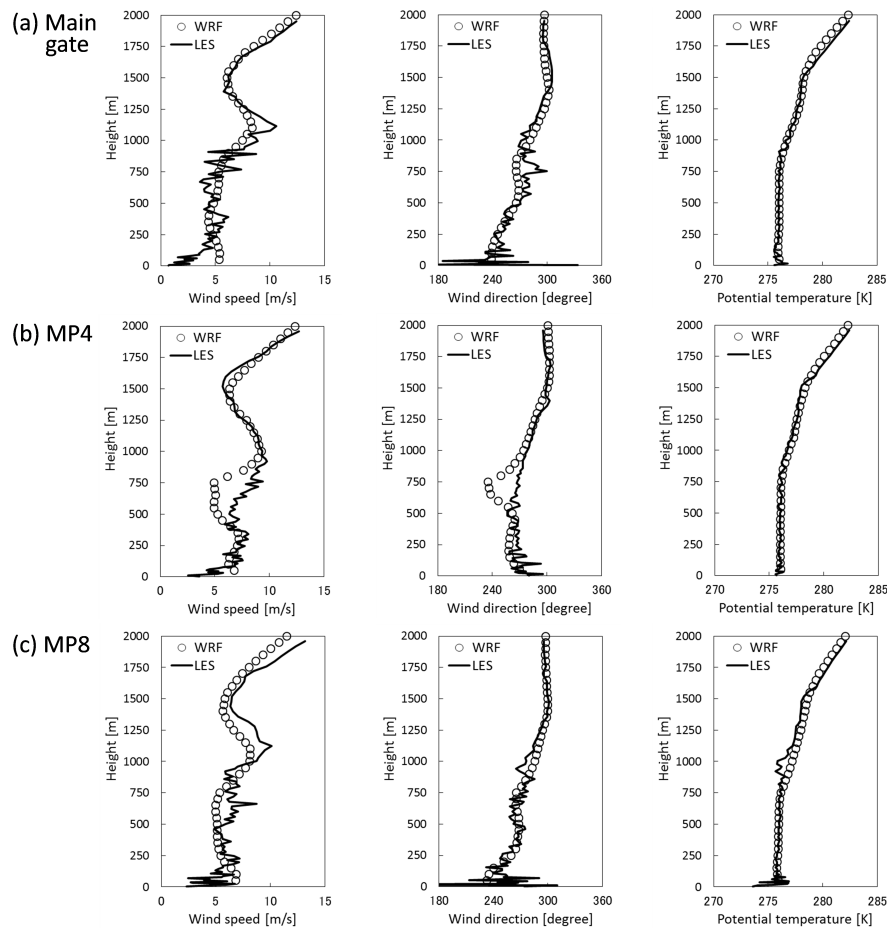 (a) Main gate
WRF
LES
Height [m]
2000
1750
1500
1250
1000
750
500
250
0
0 5 10 15
Wind speed [m/s]
WRF
LES
Height [m]
2000
1750
1500
1250
1000
750
500
250
0
180 240 300 360
Wind direction [degree]
WRF
LES
Height [m]
2000
1750
1500
1250
1000
750
500
250
0
270 275 280 285
Potential temperature [K]
(b) MP4
WRF
LES
Height [m]
2000
1750
1500
1250
1000
750
500
250
0
0 5 10 15
Wind speed [m/s]
WRF
LES
Height [m]
2000
1750
1500
1250
1000
750
500
250
0
180 240 300 360
Wind direction [degree]
WRF
LES
Height [m]
2000
1750
1500
1250
1000
750
500
250
0
270 275 280 285
Potential temperature [K]
(c) MP8
WRF
LES
Height [m]
2000
1750
1500
1250
1000
750
500
250
0
0 5 10 15
Wind speed [m/s]
WRF
LES
Height [m]
2000
1750
1500
1250
1000
750
500
250
0
180 240 300 360
Wind direction [degree]
WRF
LES
Height [m]
2000
1750
1500
1250
1000
750
500
250
0
270 275 280 285
Potential temperature [K]